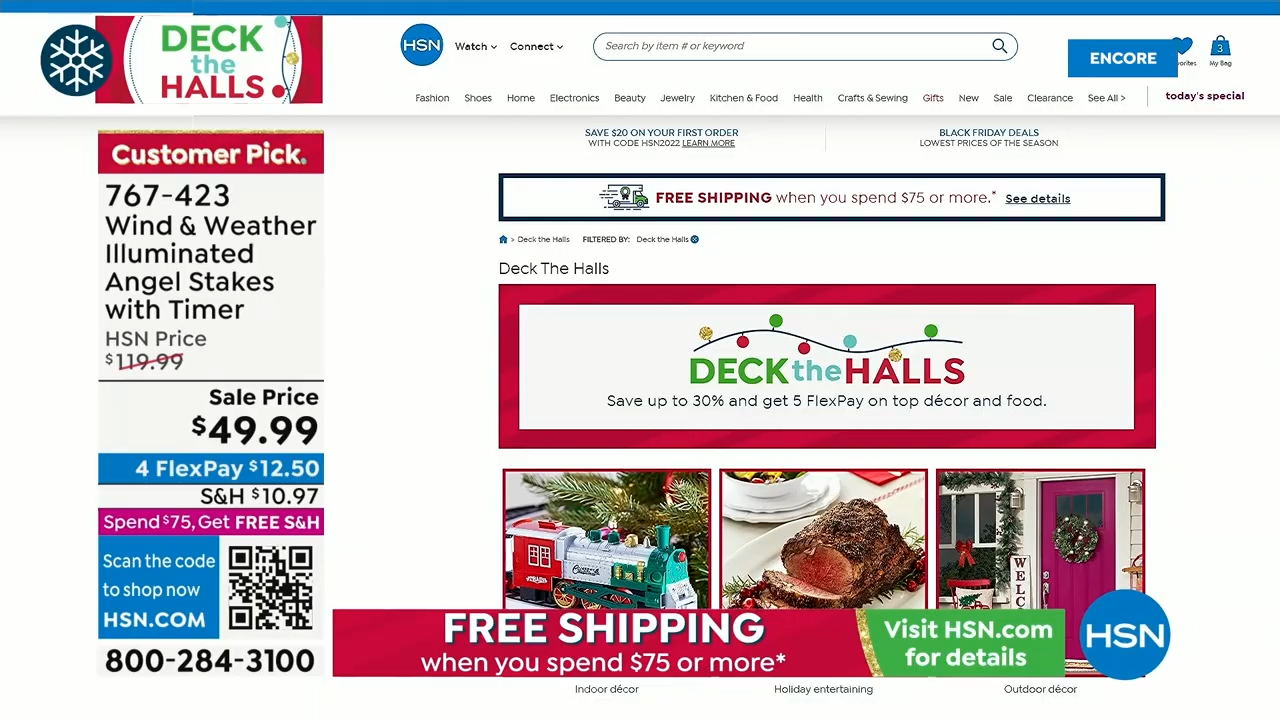 DECK
the
HALLS
HSN
Watch
Connect
Search by item # or keyword
ENCORE
3
My Bag
Fashion Shoes Home Electronics Beauty Jewelry Kitchen & Food Health Crafts & Sewing Gifts New Sale Clearance See All >
today's special
SAVE $20 ON YOUR FIRST ORDER
WITH CODE HSN2022 LEARN MORE
BLACK FRIDAY DEALS
LOWEST PRICES OF THE SEASON
FREE SHIPPING when you spend $75 or more.* See details
> Deck the Halls FILTERED BY: Deck the Halls
Deck The Halls
DECK the HALLS
Save up to 30% and get 5 FlexPay on top décor and food.
Customer Pick.
767-423
Wind & Weather
Illuminated
Angel Stakes
with Timer
HSN Price
$119.99
Sale Price
$49.99
4 FlexPay $12.50
S&H $10.97
Spend $75, Get FREE S&H
Scan the code
to shop now
HSN.COM
800-284-3100
WELC
FREE SHIPPING
when you spend $75 or more*
Visit HSN.com
for details
HSN
Indoor décor
Holiday entertaining
Outdoor décor